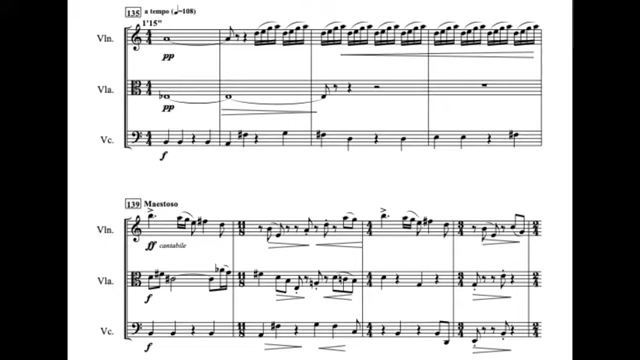 135 a tempo (♩=108)
1'15"
Vln.
pp
Vla.
pp
Vc.
f
139 Maestoso
Vln.
ff cantabile
Vla.
f
Vc.
f